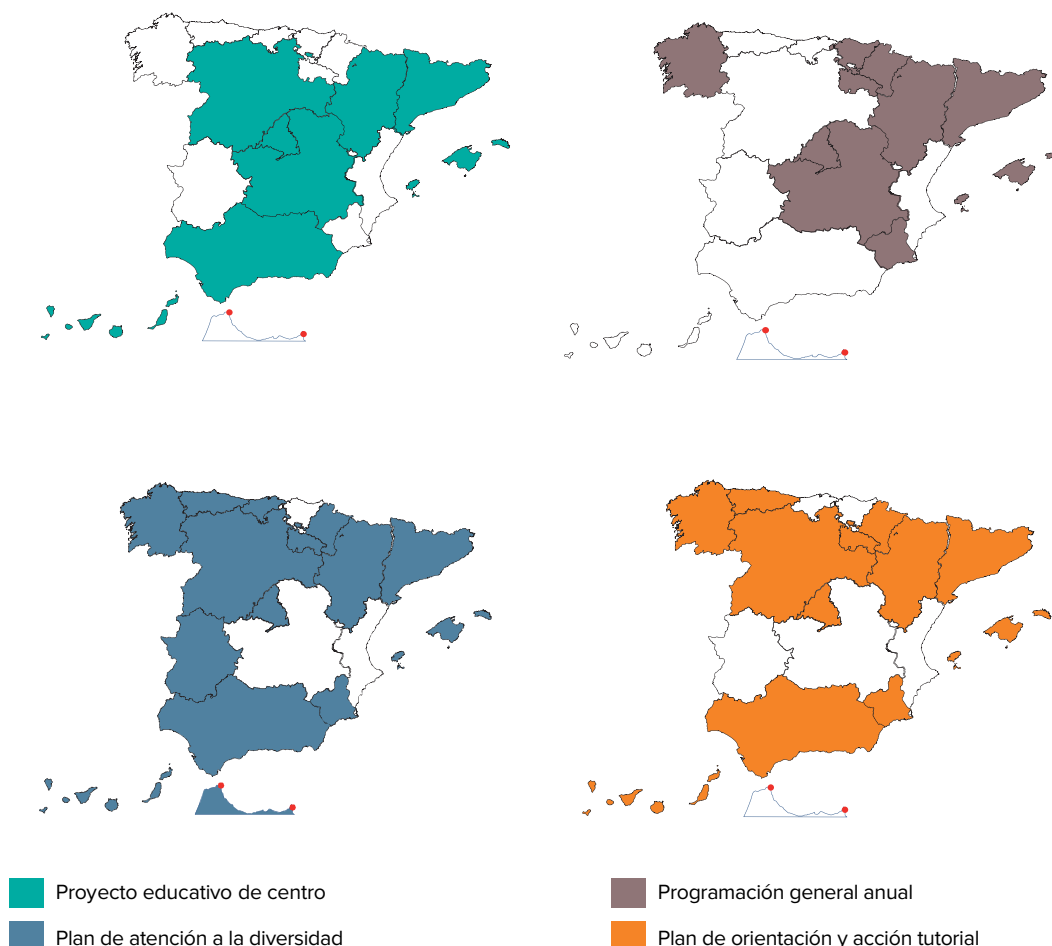 Proyecto educativo de centro
Programación general anual
Plan de atención a la diversidad
Plan de orientación y acción tutorial